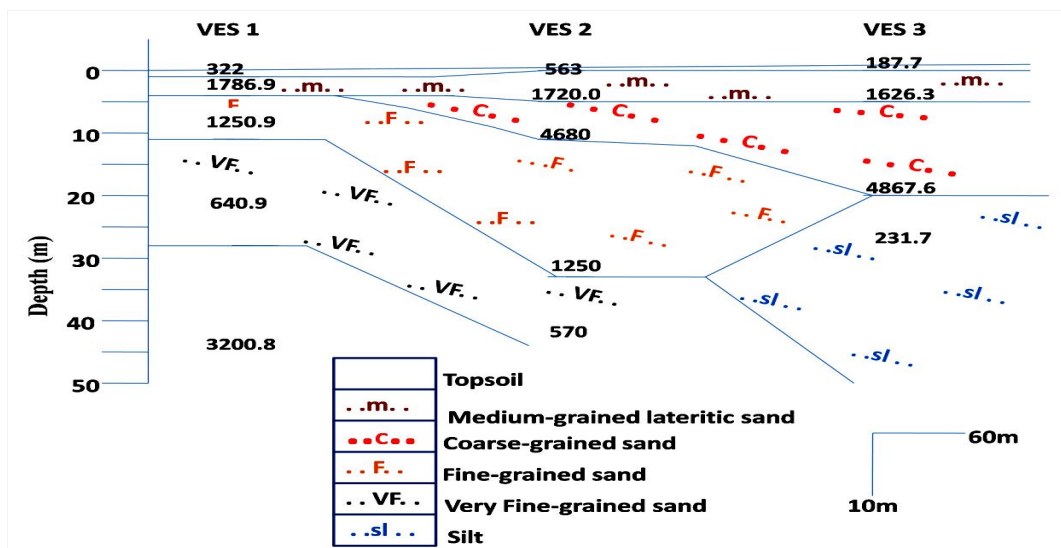 VES 1 VES 2 VES 3
187.7
0 322 563
1786.9 ..m.. ..m.. ..m.. ..m.. ..m..
1720.0 1626.3
F C C C
1250.9 ..F..
10 4680 C
.. VF.. ..F.. ..F.. ..F.. C
20 .. VF.. 4867.6
640.9 ..F.. ..F.. ..sl..
.. VF.. ..F.. 231.7
..sl..
30 1250
.. VF.. .. VF.. ..sl.. ..sl..
40 570
3200.8 ..sl..
50
Depth (m)
Topsoil
..m.. Medium-grained lateritic sand
..C.. Coarse-grained sand
.. F.. Fine-grained sand
.. VF.. Very Fine-grained sand
..sl .. Silt
60m
10m